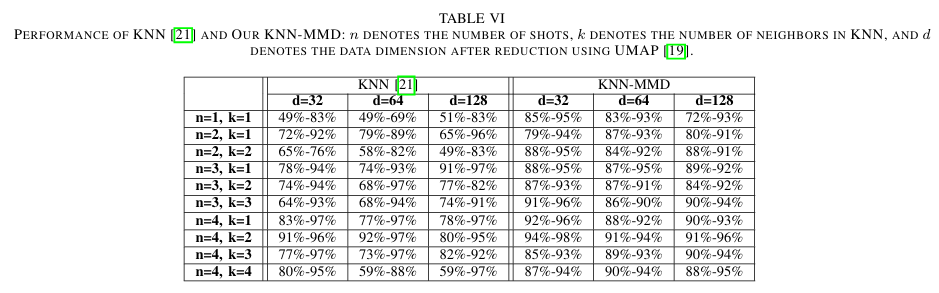 TABLE VI
PERFORMANCE OF KNN [21] AND OUR KNN-MMD: n DENOTES THE NUMBER OF SHOTS, k DENOTES THE NUMBER OF NEIGHBORS IN KNN, AND d
DENOTES THE DATA DIMENSION AFTER REDUCTION USING UMAP [19].
KNN [21] KNN-MMD
d=32 d=64 d=128 d=32 d=64 d=128
n=1, k=1 49%-83% 49%-69% 51%-83% 85%-95% 83%-93% 72%-93%
n=2, k=1 72%-92% 79%-89% 65%-96% 79%-94% 87%-93% 80%-91%
n=2, k=2 65%-76% 58%-82% 49%-83% 88%-95% 84%-92% 88%-91%
n=3, k=1 78%-94% 74%-93% 91%-97% 88%-95% 87%-95% 89%-92%
n=3, k=2 74%-94% 68%-97% 77%-82% 87%-93% 87%-91% 84%-92%
n=3, k=3 64%-93% 68%-94% 74%-91% 91%-96% 86%-90% 90%-94%
n=4, k=1 83%-97% 77%-97% 78%-97% 92%-96% 88%-92% 90%-93%
n=4, k=2 91%-96% 92%-97% 80%-95% 94%-98% 91%-94% 91%-96%
n=4, k=3 77%-97% 73%-97% 82%-92% 85%-93% 89%-93% 90%-94%
n=4, k=4 80%-95% 59%-88% 59%-97% 87%-94% 90%-94% 88%-95%